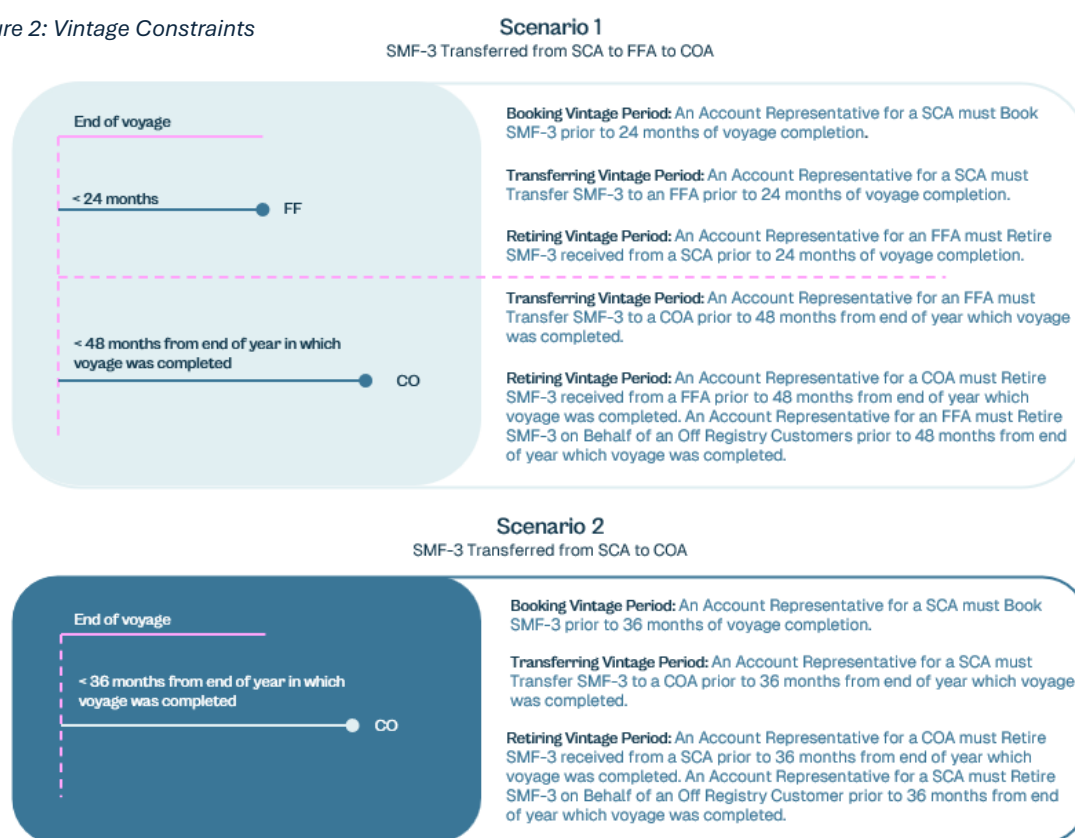 ure 2: Vintage Constraints
Scenario 1
SMF-3 Transferred from SCA to FFA to COA
End of voyage
< 24 months
FF
< 48 months from end of year in which
voyage was completed
CO
Booking Vintage Period: An Account Representative for a SCA must Book
SMF-3 prior to 24 months of voyage completion.
Transferring Vintage Period: An Account Representative for a SCA must
Transfer SMF-3 to an FFA prior to 24 months of voyage completion.
Retiring Vintage Period: An Account Representative for an FFA must Retire
SMF-3 received from a SCA prior to 24 months of voyage completion.
Transferring Vintage Period: An Account Representative for an FFA must
Transfer SMF-3 to a COA prior to 48 months from end of year which voyage
was completed.
Retiring Vintage Period: An Account Representative for a COA must Retire
SMF-3 received from a FFA prior to 48 months from end of year which
voyage was completed. An Account Representative for an FFA must Retire
SMF-3 on Behalf of an Off Registry Customers prior to 48 months from end
of year which voyage was completed.
Scenario 2
SMF-3 Transferred from SCA to COA
End of voyage
< 36 months from end of year in which
voyage was completed
CO
Booking Vintage Period: An Account Representative for a SCA must Book
SMF-3 prior to 36 months of voyage completion.
Transferring Vintage Period: An Account Representative for a SCA must
Transfer SMF-3 to a COA prior to 36 months from end of year which voyage
was completed.
Retiring Vintage Period: An Account Representative for a COA must Retire
SMF-3 received from a SCA prior to 36 months from end of year which
voyage was completed. An Account Representative for a SCA must Retire
SMF-3 on Behalf of an Off Registry Customer prior to 36 months from end
of year which voyage was completed.